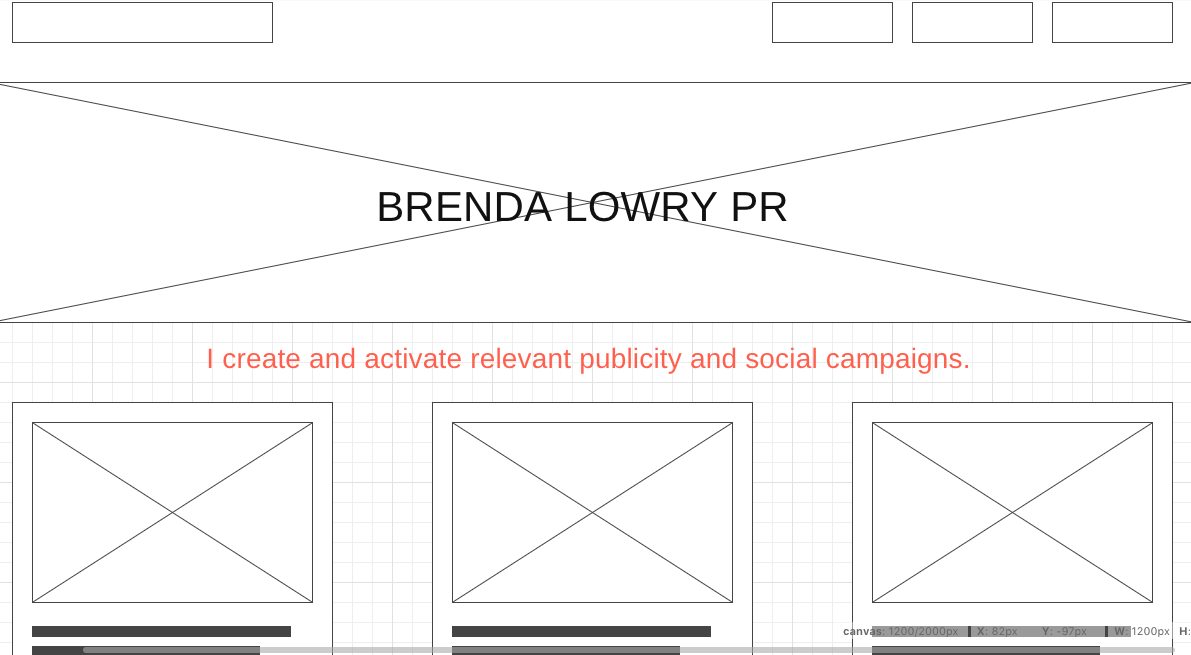 BRENDA LOWRY PR
I create and activate relevant publicity and social campaigns.
canvas: 1200/2000px X: 82px Y: -97px W: 1200px H: